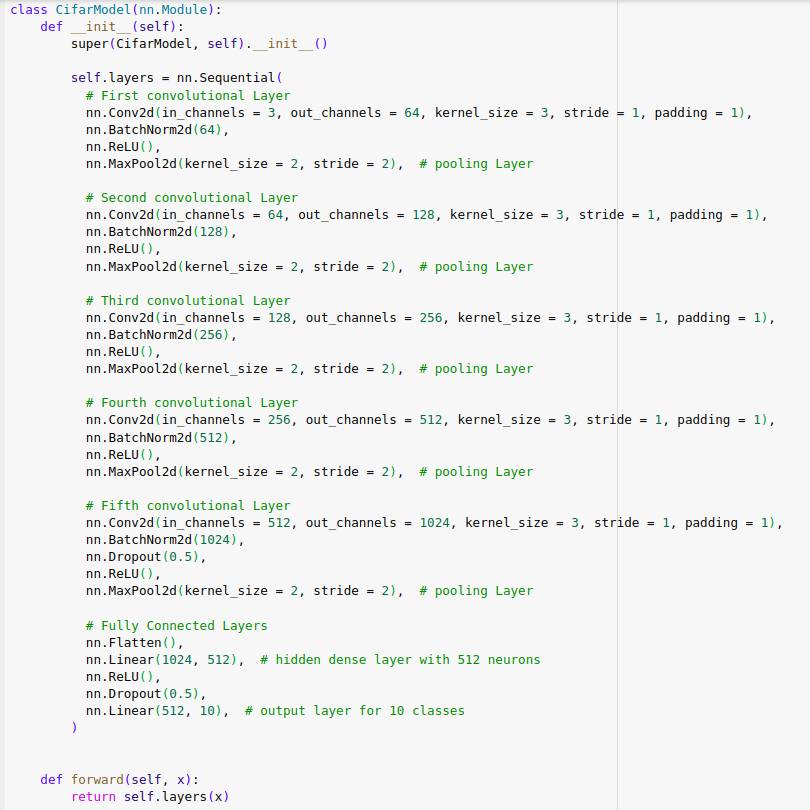 class CifarModel(nn.Module):
    def __init__(self):
        super(CifarModel, self).__init__()

        self.layers = nn.Sequential(
          # First convolutional Layer
          nn.Conv2d(in_channels = 3, out_channels = 64, kernel_size = 3, stride = 1, padding = 1),
          nn.BatchNorm2d(64),
          nn.ReLU(),
          nn.MaxPool2d(kernel_size = 2, stride = 2),  # pooling Layer

          # Second convolutional Layer
          nn.Conv2d(in_channels = 64, out_channels = 128, kernel_size = 3, stride = 1, padding = 1),
          nn.BatchNorm2d(128),
          nn.ReLU(),
          nn.MaxPool2d(kernel_size = 2, stride = 2),  # pooling Layer

          # Third convolutional Layer
          nn.Conv2d(in_channels = 128, out_channels = 256, kernel_size = 3, stride = 1, padding = 1),
          nn.BatchNorm2d(256),
          nn.ReLU(),
          nn.MaxPool2d(kernel_size = 2, stride = 2),  # pooling Layer

          # Fourth convolutional Layer
          nn.Conv2d(in_channels = 256, out_channels = 512, kernel_size = 3, stride = 1, padding = 1),
          nn.BatchNorm2d(512),
          nn.ReLU(),
          nn.MaxPool2d(kernel_size = 2, stride = 2),  # pooling Layer

          # Fifth convolutional Layer
          nn.Conv2d(in_channels = 512, out_channels = 1024, kernel_size = 3, stride = 1, padding = 1),
          nn.BatchNorm2d(1024),
          nn.Dropout(0.5),
          nn.ReLU(),
          nn.MaxPool2d(kernel_size = 2, stride = 2),  # pooling Layer

          # Fully Connected Layers
          nn.Flatten(),
          nn.Linear(1024, 512),  # hidden dense layer with 512 neurons
          nn.ReLU(),
          nn.Dropout(0.5),
          nn.Linear(512, 10),  # output layer for 10 classes
        )


    def forward(self, x):
        return self.layers(x)